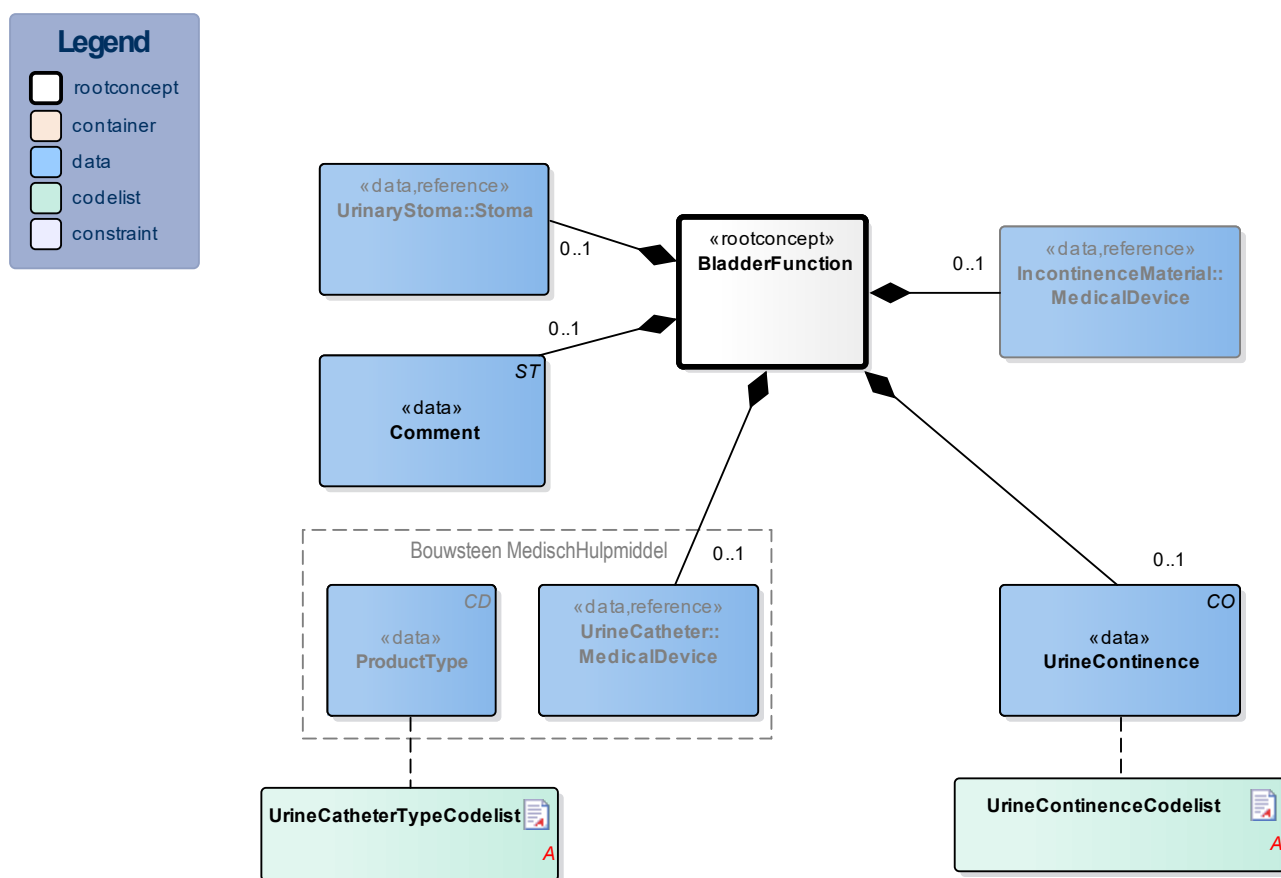 Legend
rootconcept
container
data
codelist
constraint
«data,reference»
UrinaryStoma::Stoma
0..1
«rootconcept»
BladderFunction
0..1
«data,reference»
IncontinenceMaterial::
MedicalDevice
0..1
ST
«data»
Comment
Bouwsteen MedischHulpmiddel
0..1
CD
«data»
ProductType
«data,reference»
UrineCatheter::
MedicalDevice
0..1
CO
«data»
UrineContinence
UrineCatheterTypeCodelist
A
UrineContinenceCodelist
A